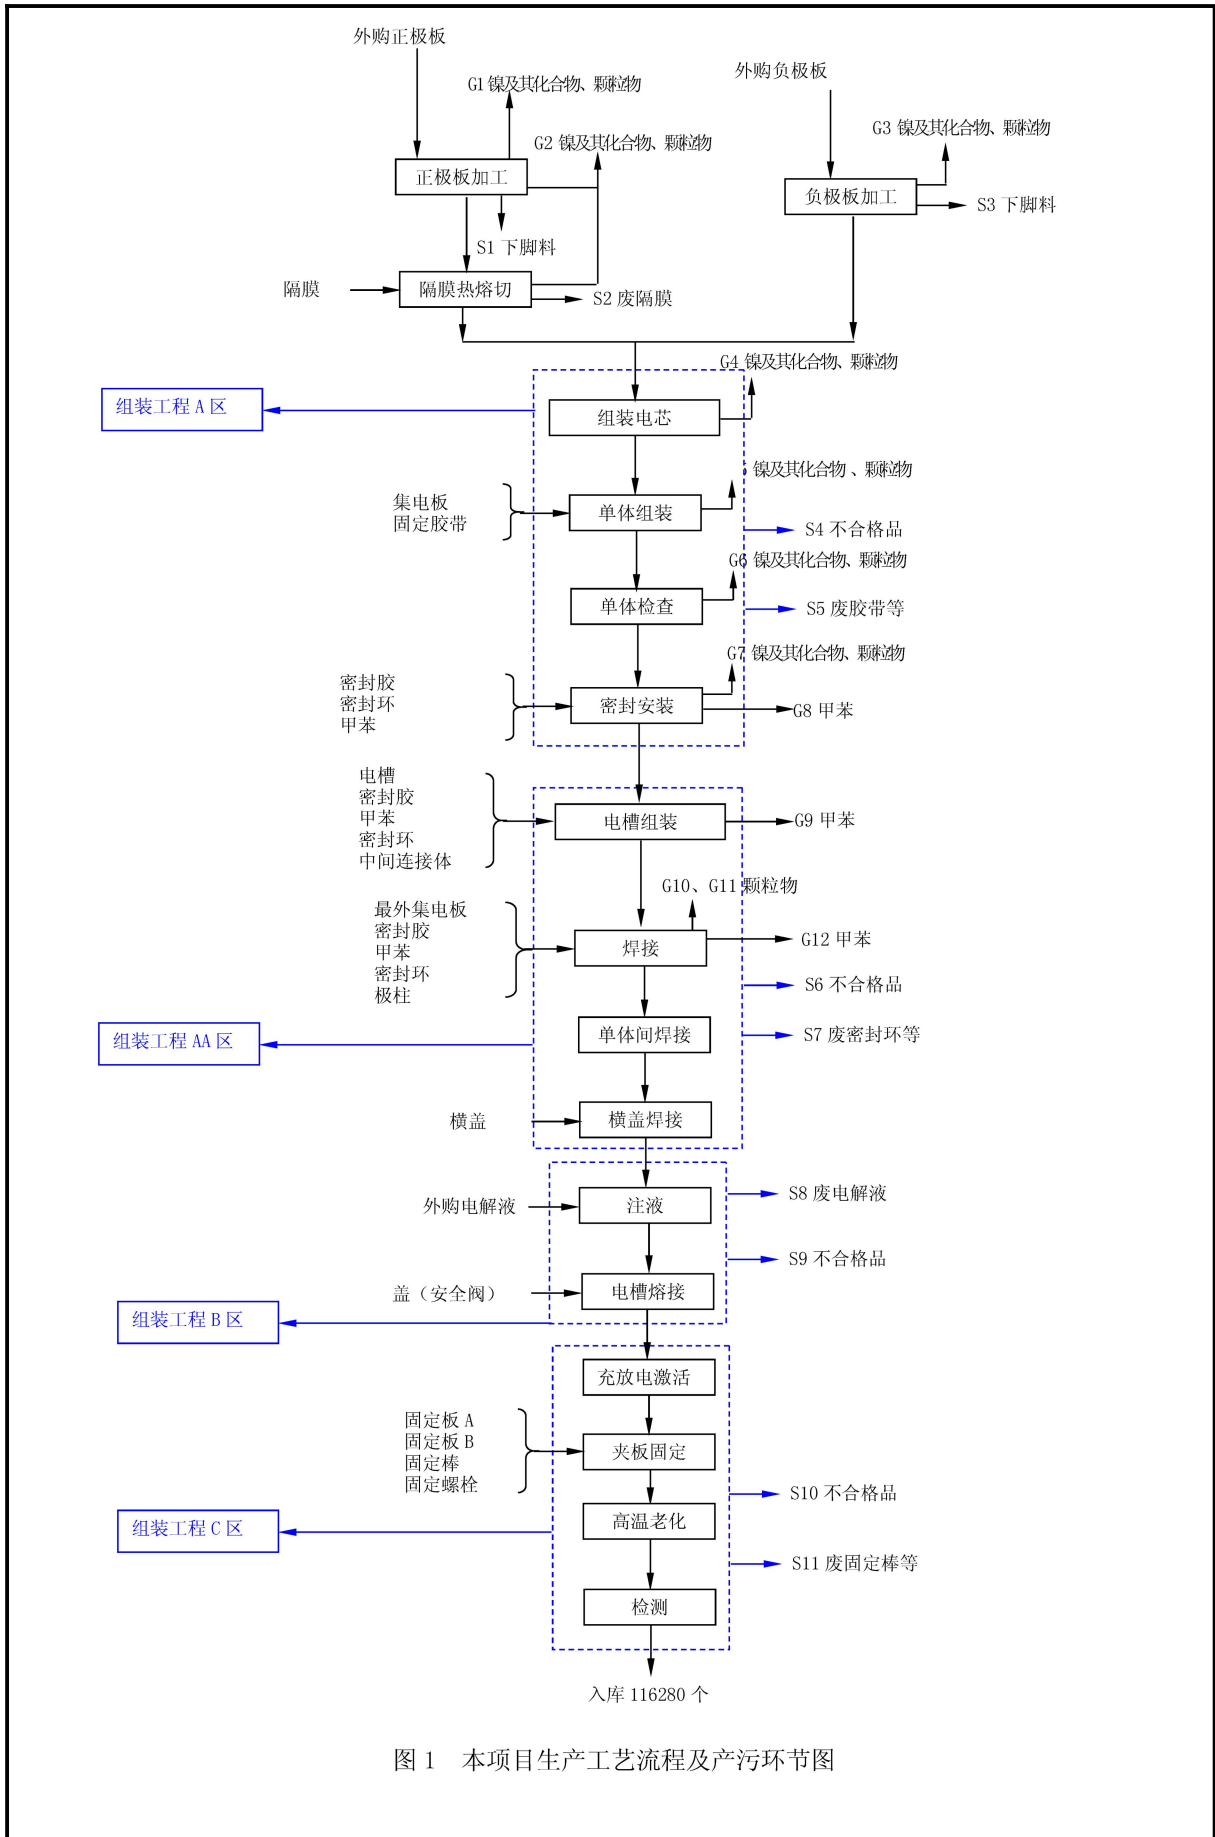 外购正极板
外购负极板
G1镍及其化合物、颗粒物
G2 镍及其化合物、颗粒物
G3 镍及其化合物、颗粒物
正极板加工
负极板加工
S3 下脚料
S1 下脚料
隔膜
隔膜热熔切
S2 废隔膜
G4 镍及其化合物、颗粒物
组装工程 A 区
组装电芯
镍及其化合物、颗粒物
集电板
固定胶带
单体组装
S4 不合格品
G6 镍及其化合物、颗粒物
单体检查
S5 废胶带等
G7 镍及其化合物、颗粒物
密封胶
密封环
甲苯
密封安装
G8 甲苯
电槽
密封胶
甲苯
密封环
中间连接体
电槽组装
G9 甲苯
G10、G11 颗粒物
最外集电板
密封胶
甲苯
密封环
极柱
焊接
G12 甲苯
S6 不合格品
组装工程 AA 区
单体间焊接
S7 废密封环等
横盖
横盖焊接
S8 废电解液
外购电解液
注液
S9 不合格品
盖（安全阀）
电槽熔接
组装工程 B 区
充放电激活
固定板 A
固定板 B
固定棒
固定螺栓
夹板固定
S10 不合格品
组装工程 C 区
高温老化
S11 废固定棒等
检测
入库 116280 个
图 1 本项目生产工艺流程及产污环节图